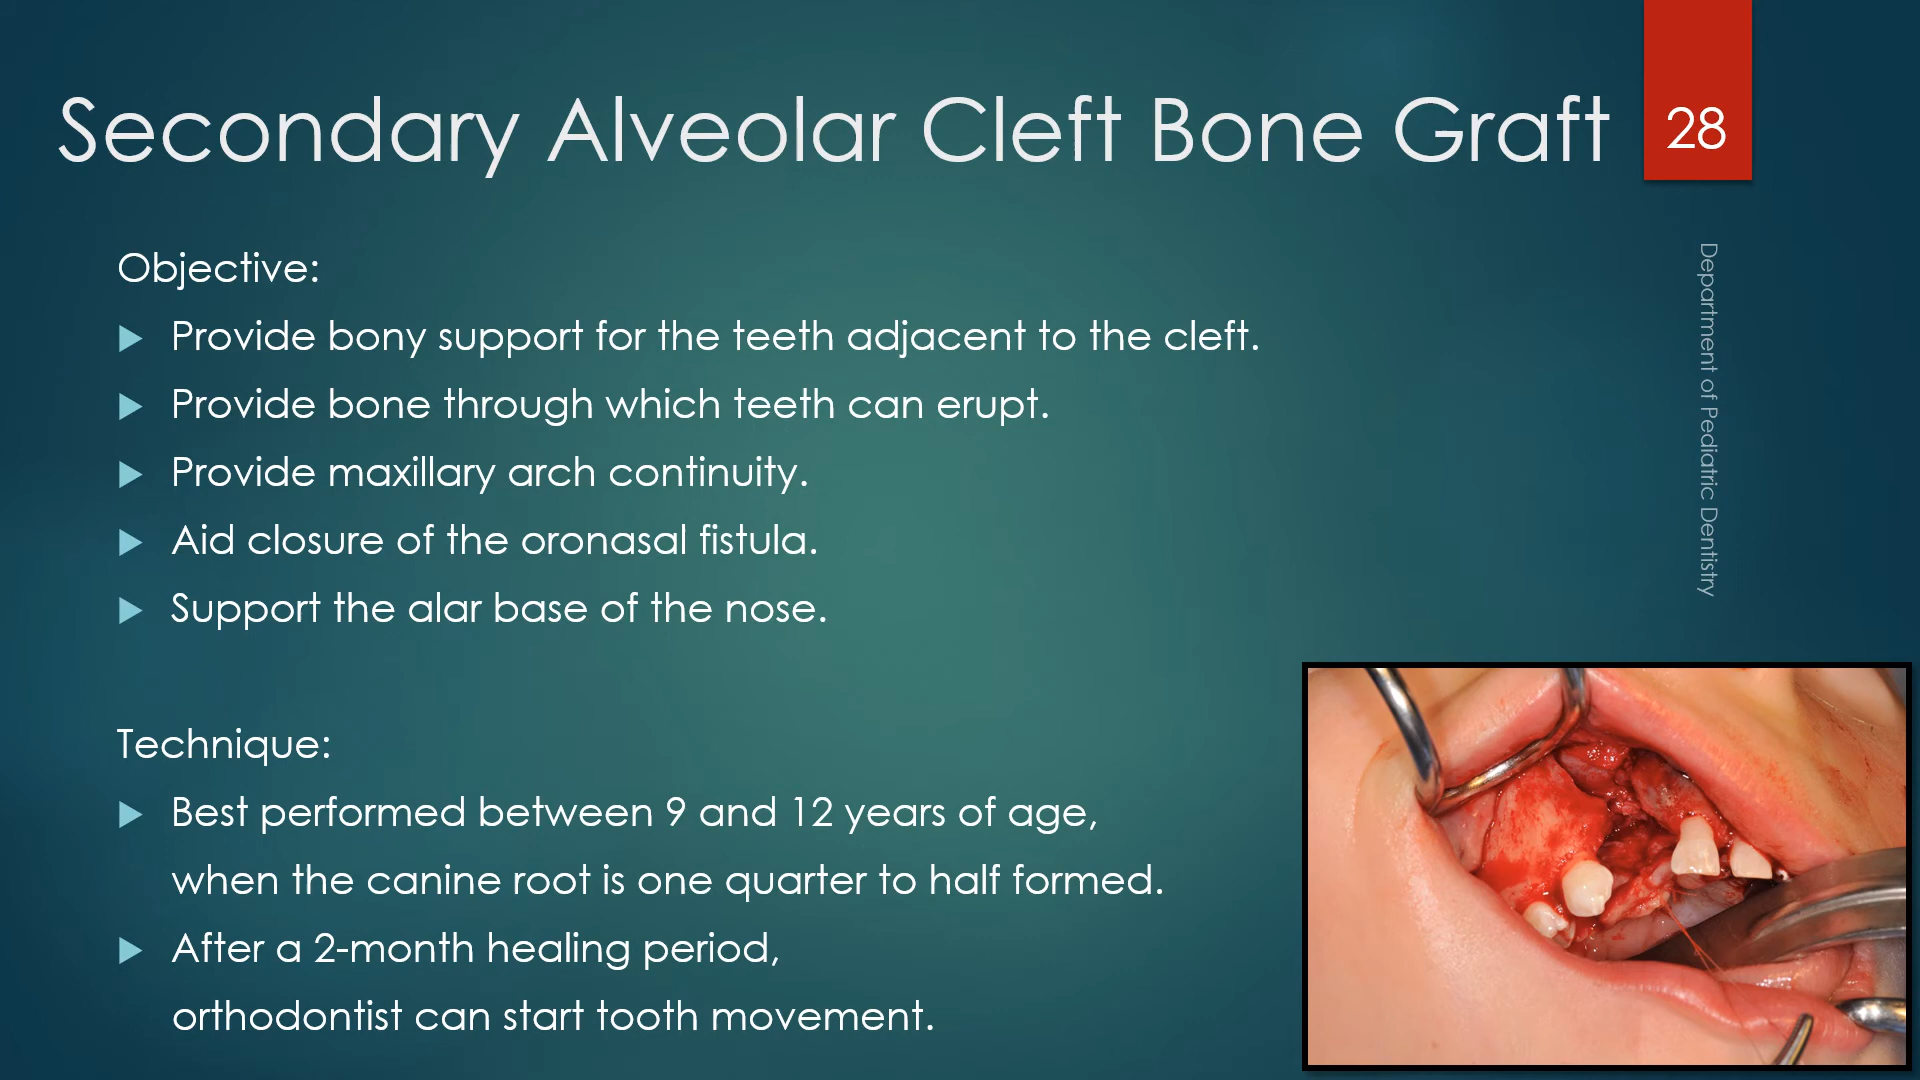 Secondary Alveolar Cleft Bone Graft
28
Objective:
Provide bony support for the teeth adjacent to the cleft.
Provide bone through which teeth can erupt.
Provide maxillary arch continuity.
Aid closure of the oronasal fistula.
Support the alar base of the nose.
Technique:
Best performed between 9 and 12 years of age,
when the canine root is one quarter to half formed.
After a 2-month healing period,
orthodontist can start tooth movement.
Department of Pediatric Dentistry